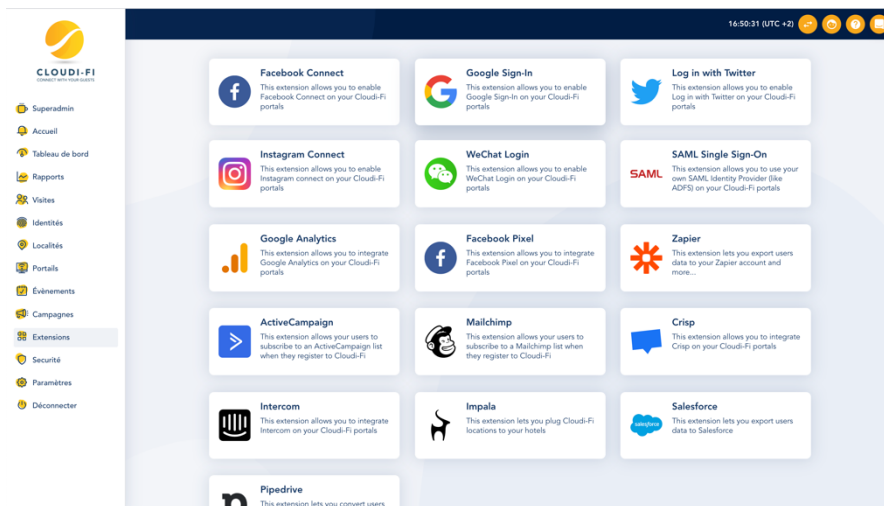 16:50:31 (UTC +2)
CLOUDI-FI
CONNECT WITH YOUR GUESTS
Superadmin
Accueil
Tableau de bord
Rapports
Visites
Identités
Localités
Portails
Évènements
Campagnes
Extensions
Securité
Paramètres
Déconnecter
Facebook Connect
This extension allows you to enable
Facebook Connect on your Cloudi-Fi
portals
Google Sign-In
This extension allows you to enable
Google Sign-In on your Cloudi-Fi
portals
Log in with Twitter
This extension allows you to enable
Log in with Twitter on your Cloudi-Fi
portals
Instagram Connect
This extension allows you to enable
Instagram connect on your Cloudi-Fi
portals
WeChat Login
This extension allows you to enable
WeChat Login on your Cloudi-Fi
portals
SAML
SAML Single Sign-On
This extension allows you to use your
own SAML Identity Provider (like
ADFS) on your Cloudi-Fi portals
Google Analytics
This extension allows you to integrate
Google Analytics on your Cloudi-Fi
portals
Facebook Pixel
This extension allows you to integrate
Facebook Pixel on your Cloudi-Fi
portals
Zapier
This extension lets you export users
data to your Zapier account and
more...
ActiveCampaign
This extension allows your users to
subscribe to an ActiveCampaign list
when they register to Cloudi-Fi
Mailchimp
This extension allows your users to
subscribe to a Mailchimp list when
they register to Cloudi-Fi
Crisp
This extension allows you to integrate
Crisp on your Cloudi-Fi portals
Intercom
This extension allows you to integrate
Intercom on your Cloudi-Fi portals
Impala
This extension lets you plug Cloudi-Fi
locations to your hotels
salesforce
Salesforce
This extension lets you export users
data to Salesforce
Pipedrive
This extension lets you convert users